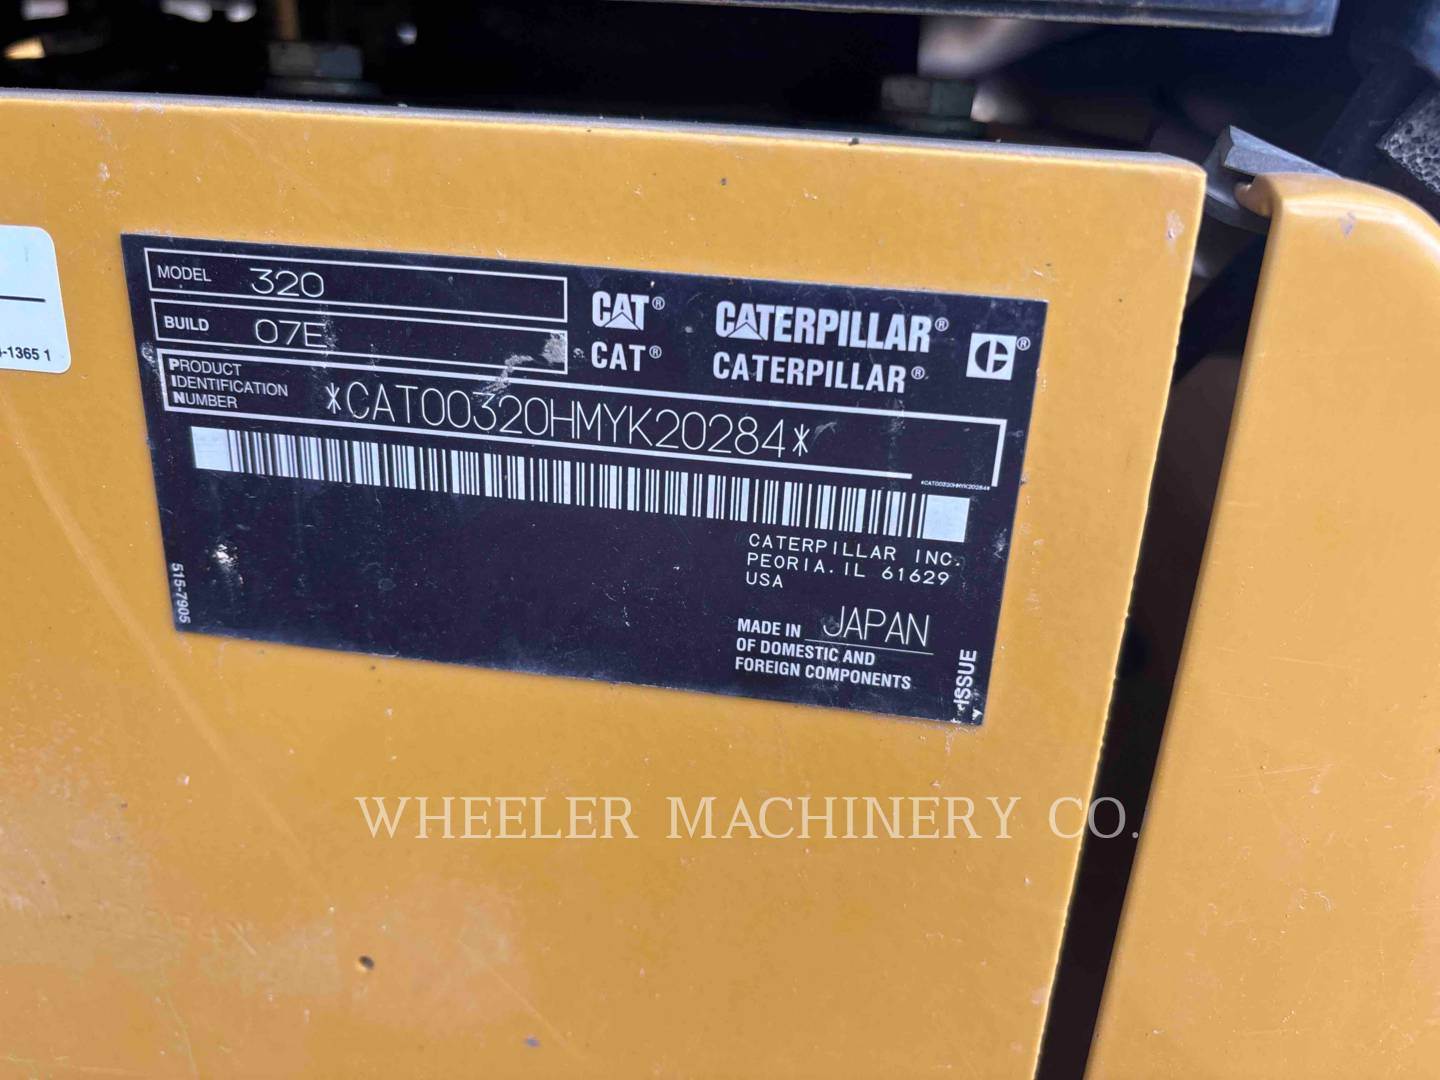 MODEL 320
BUILD 07E
PRODUCT
IDENTIFICATION
NUMBER
*CAT00320HMYK20284*
CAT® CATERPILLAR®
CAT® CATERPILLAR®
*CAT00320HMYK20284*
CATERPILLAR INC.
PEORIA, IL 61629
USA
MADE IN JAPAN
OF DOMESTIC AND
FOREIGN COMPONENTS
515-7905
ISSUE
-1365 1
WHEELER MACHINERY CO.